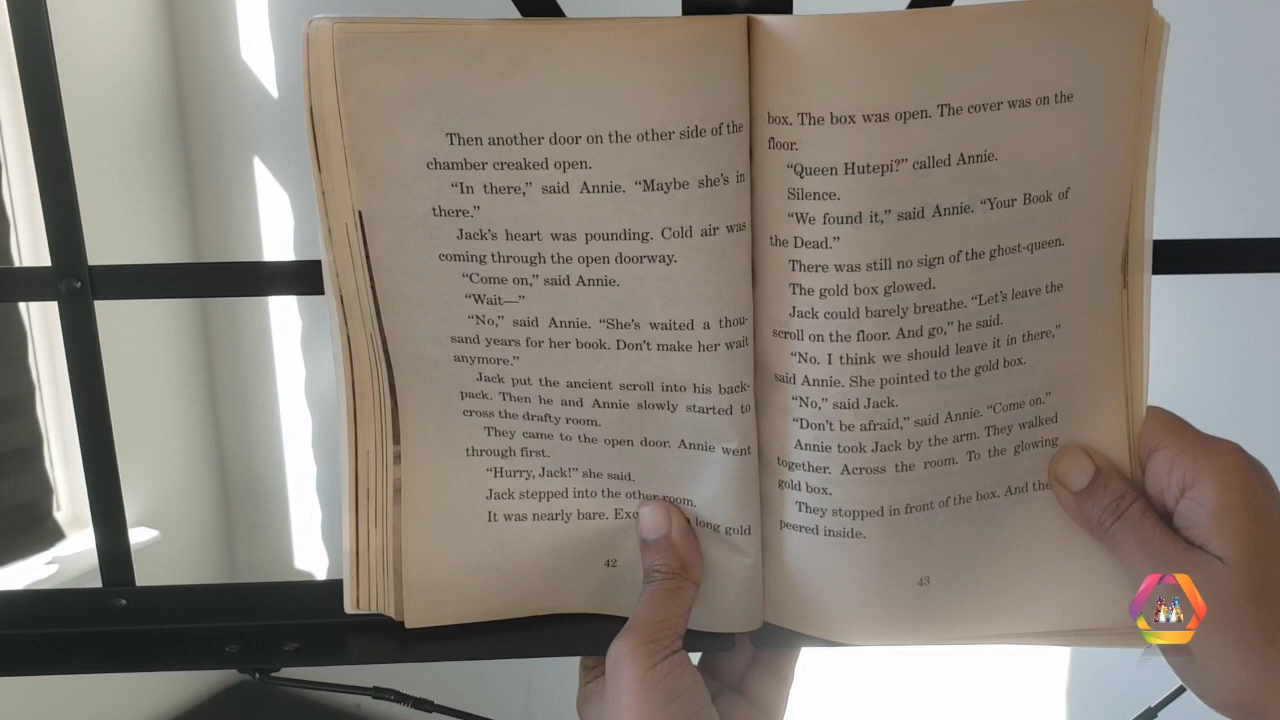 Then another door on the other side of the
chamber creaked open.
“In there,” said Annie. “Maybe she’s in
there.”
Jack’s heart was pounding. Cold air was
coming through the open doorway.
“Come on,” said Annie.
“Wait—”
“No,” said Annie. “She’s waited a thou-
sand years for her book. Don’t make her wait
anymore.”
Jack put the ancient scroll into his back-
pack. Then he and Annie slowly started to
cross the drafty room.
They came to the open door. Annie went
through first.
“Hurry, Jack!” she said.
Jack stepped into the other room.
It was nearly bare. long gold
42
box. The box was open. The cover was on the
floor.
“Queen Hutepi?” called Annie.
Silence.
“We found it,” said Annie. “Your Book of
the Dead.”
There was still no sign of the ghost-queen.
The gold box glowed.
Jack could barely breathe. “Let’s leave the
scroll on the floor. And go,” he said.
“No. I think we should leave it in there,”
said Annie. She pointed to the gold box.
“No,” said Jack.
“Don’t be afraid,” said Annie. “Come on.”
Annie took Jack by the arm. They walked
together. Across the room. To the glowing
gold box.
They stopped in front of the box. And
peered inside.
43